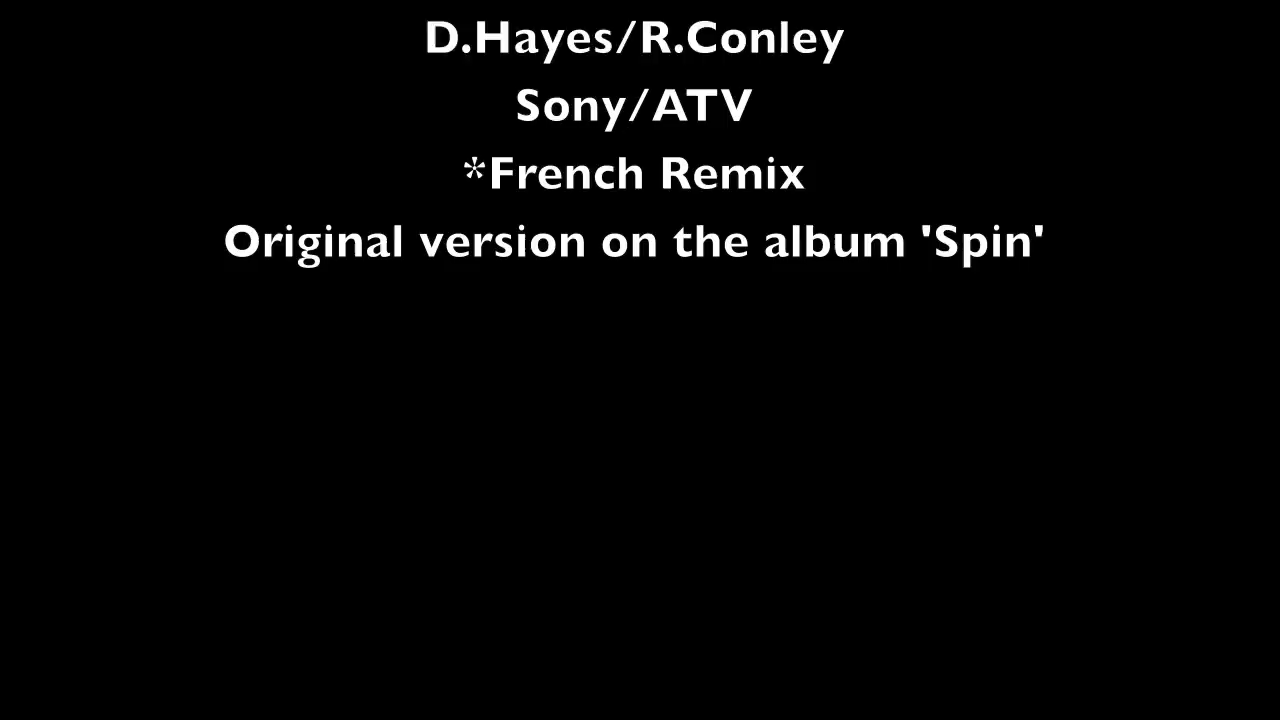 D.Hayes/R.Conley
Sony/ATV
*French Remix
Original version on the album 'Spin'